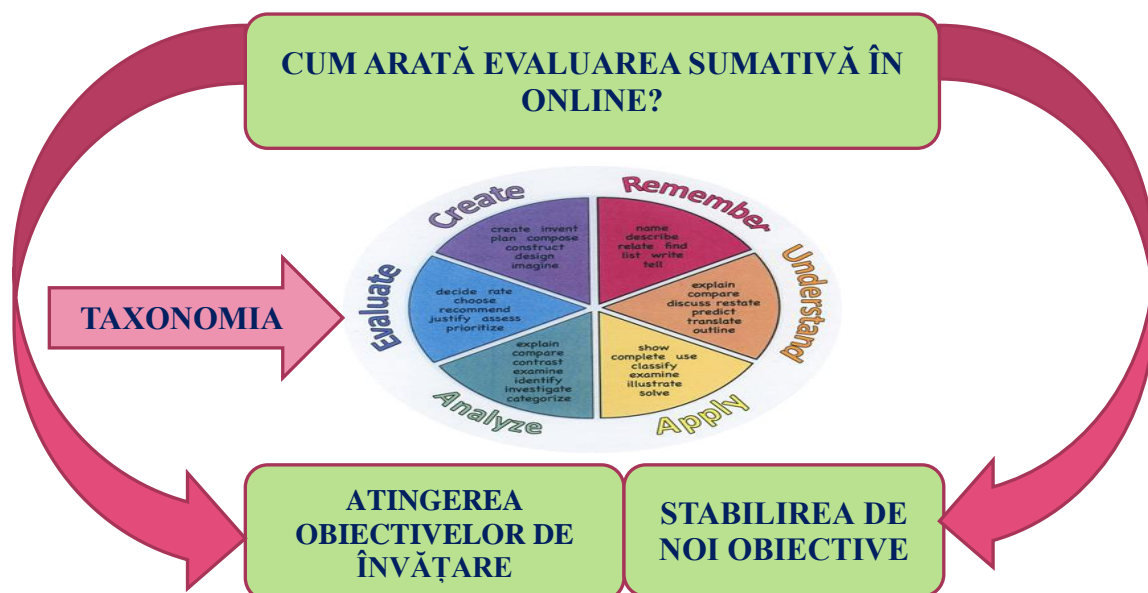 CUM ARATĂ EVALUAREA SUMATIVĂ ÎN
ONLINE?
TAXONOMIA
Create
create invent
plan compose
construct
design
imagine
Remember
name
describe
relate find
list write
tell
Understand
explain
compare
discuss restate
predict
translate
outline
Apply
show
complete use
classify
examine
illustrate
solve
Analyze
explain
compare
contrast
examine
identify
investigate
categorize
Evaluate
decide rate
choose
recommend
justify assess
prioritize
ATINGEREA
OBIECTIVELOR DE
ÎNVĂȚARE
STABILIREA DE
NOI OBIECTIVE